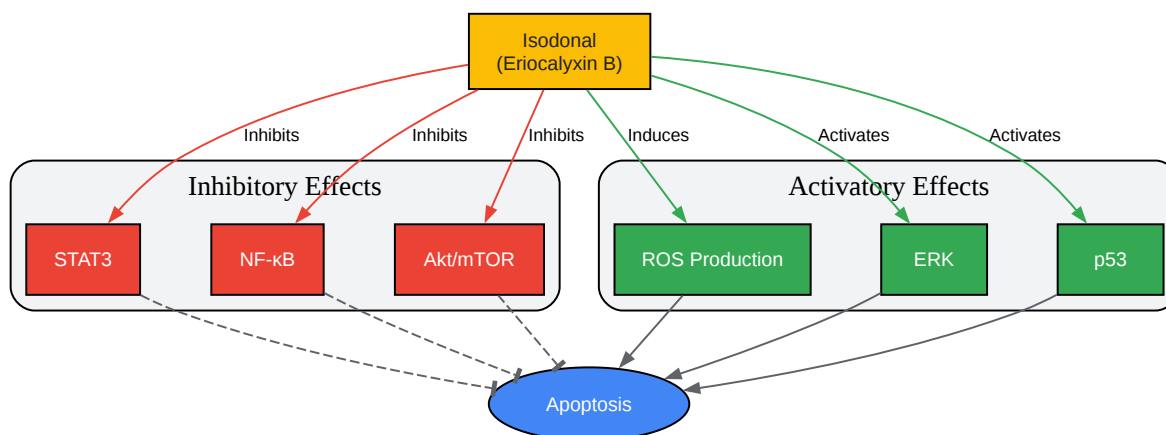 Isodonal
(Eriocalyxin B)
Inhibits
Inhibits
Inhibits
Induces
Activates
Activates
Inhibitory Effects
Activatory Effects
STAT3
NF-κB
Akt/mTOR
ROS Production
ERK
p53
Apoptosis